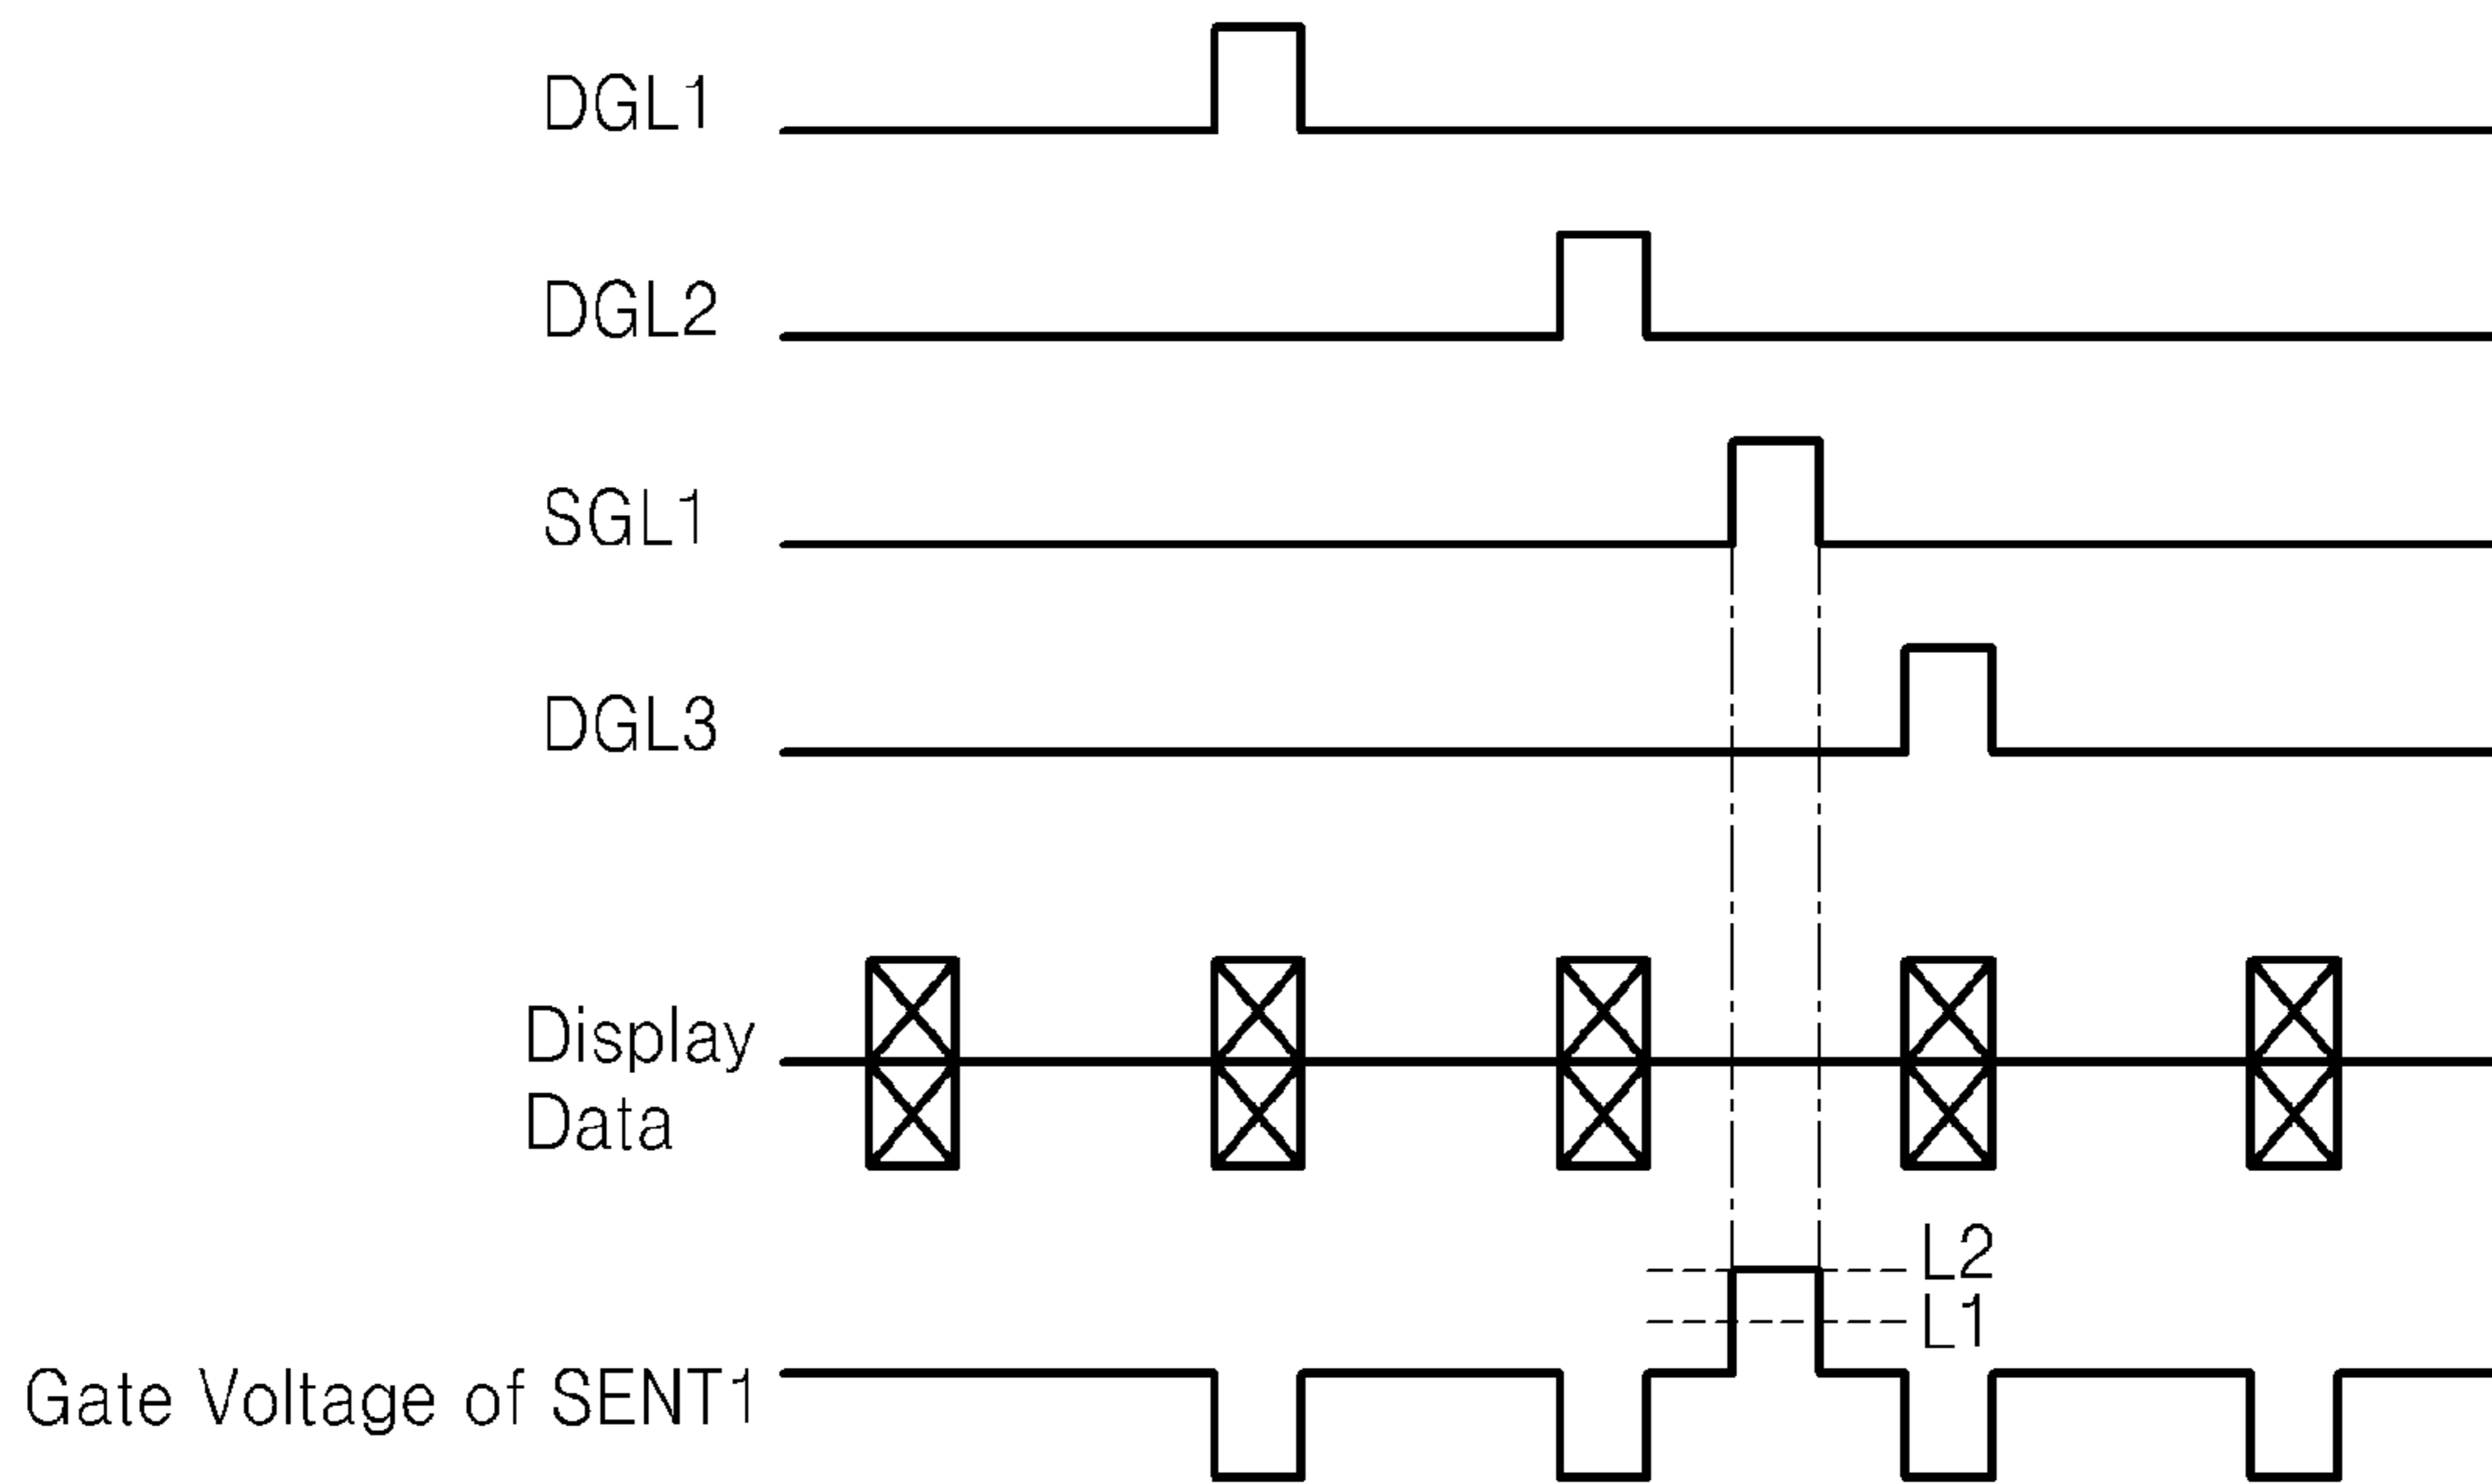 DGL1
DGL2
SGL1
DGL3
Display
Data
L2
L1
Gate Voltage of SENT1